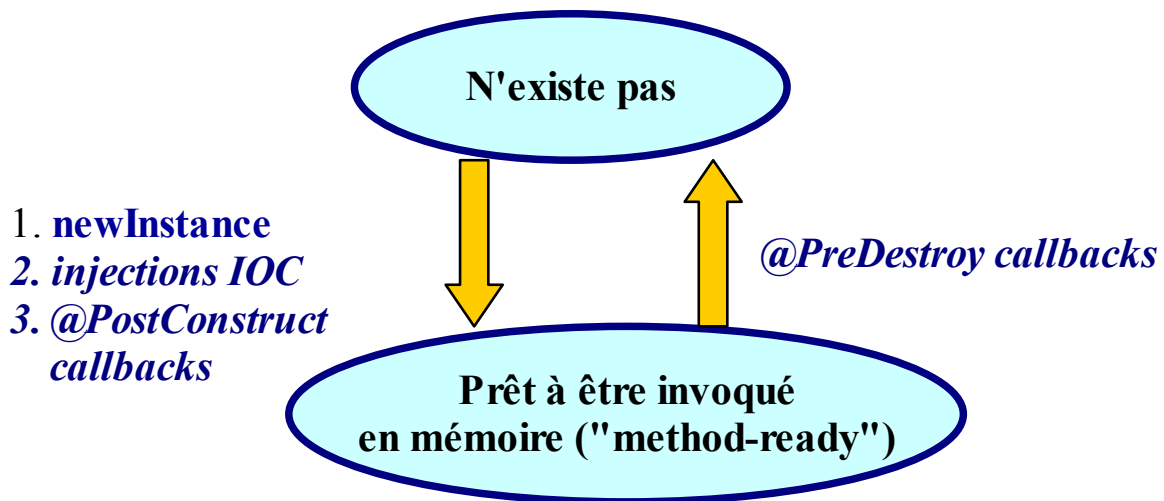 N'existe pas
1. newInstance
2. injections IOC
3. @PostConstruct
callbacks
@PreDestroy callbacks
Prêt à être invoqué
en mémoire ("method-ready")